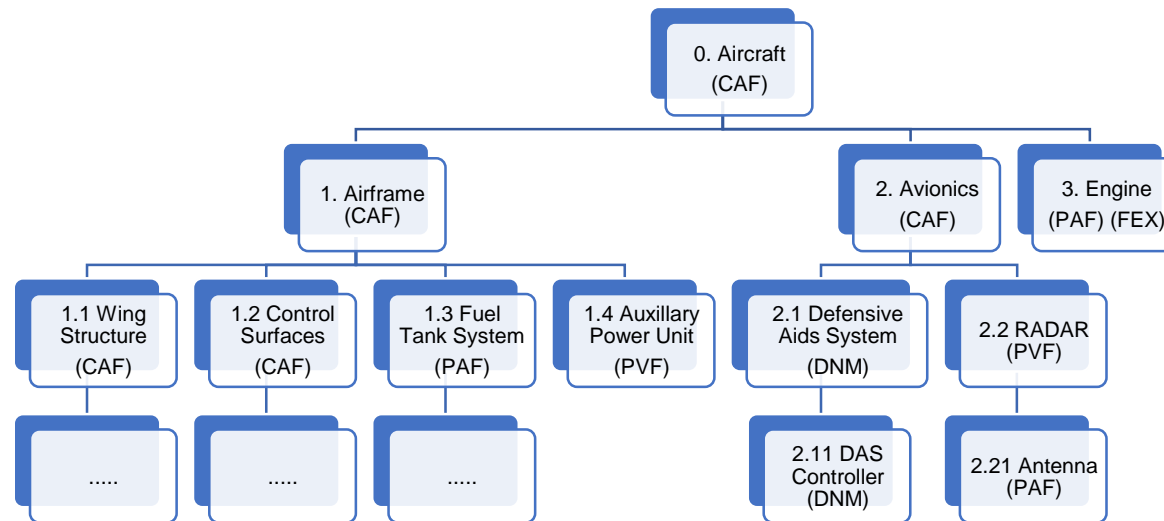 0. Aircraft
(CAF)
1. Airframe
(CAF)
2. Avionics
(CAF)
3. Engine
(PAF) (FEX)
1.1 Wing
Structure
(CAF)
1.2 Control
Surfaces
(CAF)
1.3 Fuel
Tank System
(PAF)
1.4 Auxillary
Power Unit
(PVF)
2.1 Defensive
Aids System
(DNM)
2.2 RADAR
(PVF)
.....
.....
.....
2.11 DAS
Controller
(DNM)
2.21 Antenna
(PAF)